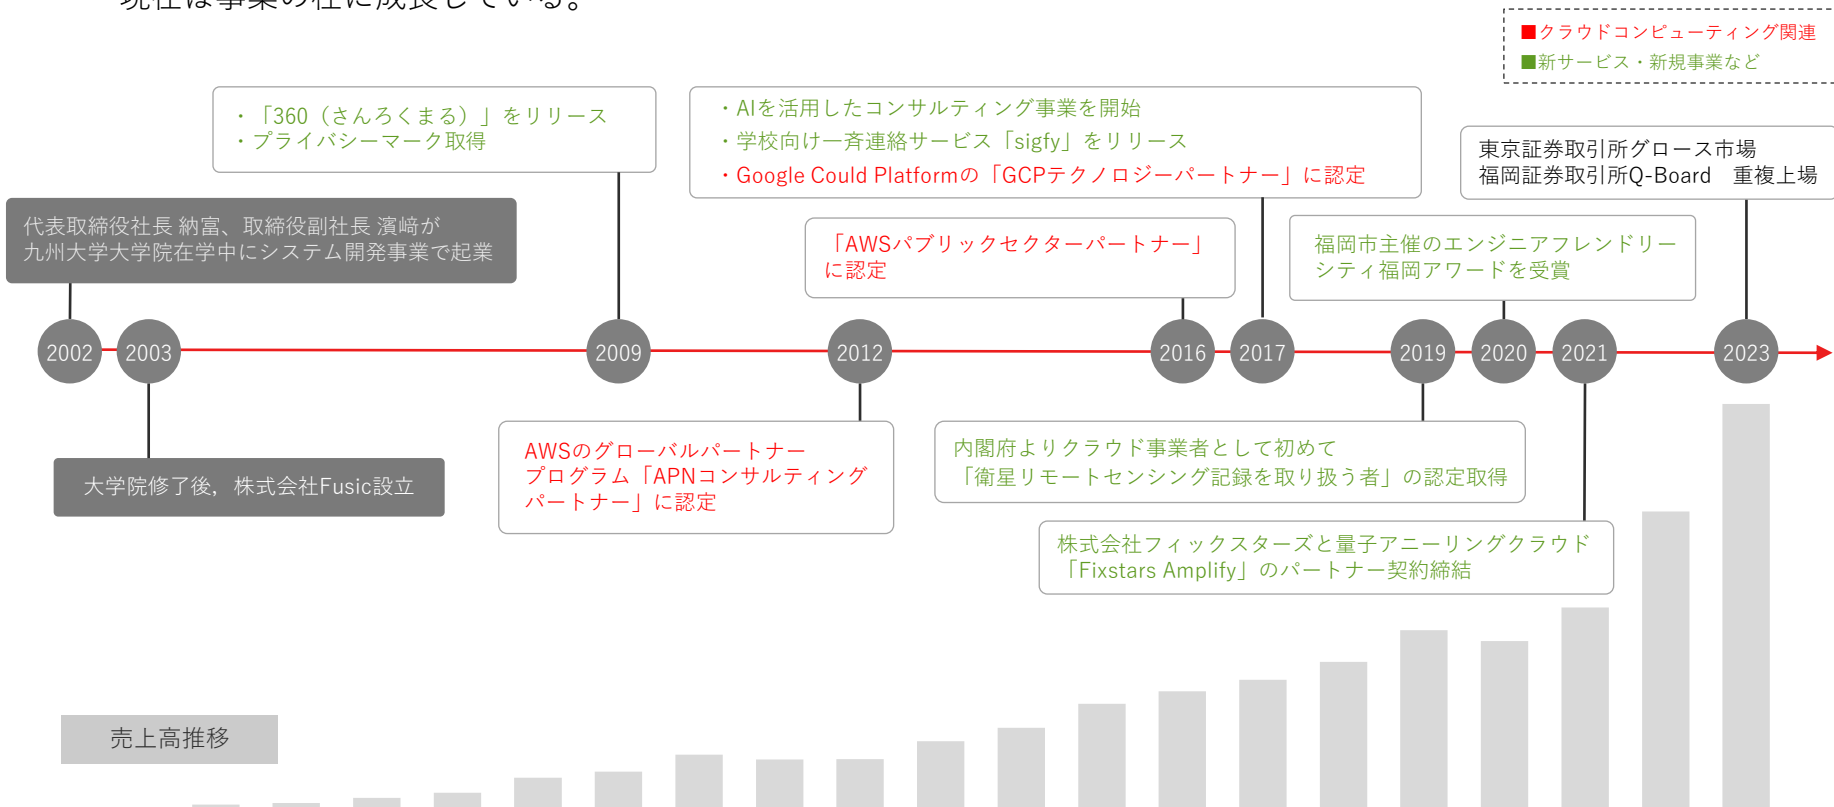 現在は事業の柱に成長している。
■クラウドコンピューティング関連
■新サービス・新規事業など
・「360（さんろくまる）」をリリース
・プライバシーマーク取得
・AIを活用したコンサルティング事業を開始
・学校向け一斉連絡サービス「sigfy」をリリース
・Google Could Platformの「GCPテクノロジーパートナー」に認定
東京証券取引所グロース市場
福岡証券取引所Q-Board　重複上場
代表取締役社長 納富、取締役副社長 濱﨑が
九州大学大学院在学中にシステム開発事業で起業
「AWSパブリックセクターパートナー」
に認定
福岡市主催のエンジニアフレンドリー
シティ福岡アワードを受賞
2002 2003 2009 2012 2016 2017 2019 2020 2021 2023
大学院修了後，株式会社Fusic設立
AWSのグローバルパートナー
プログラム「APNコンサルティング
パートナー」に認定
内閣府よりクラウド事業者として初めて
「衛星リモートセンシング記録を取り扱う者」の認定取得
株式会社フィックスターズと量子アニーリングクラウド
「Fixstars Amplify」のパートナー契約締結
売上高推移